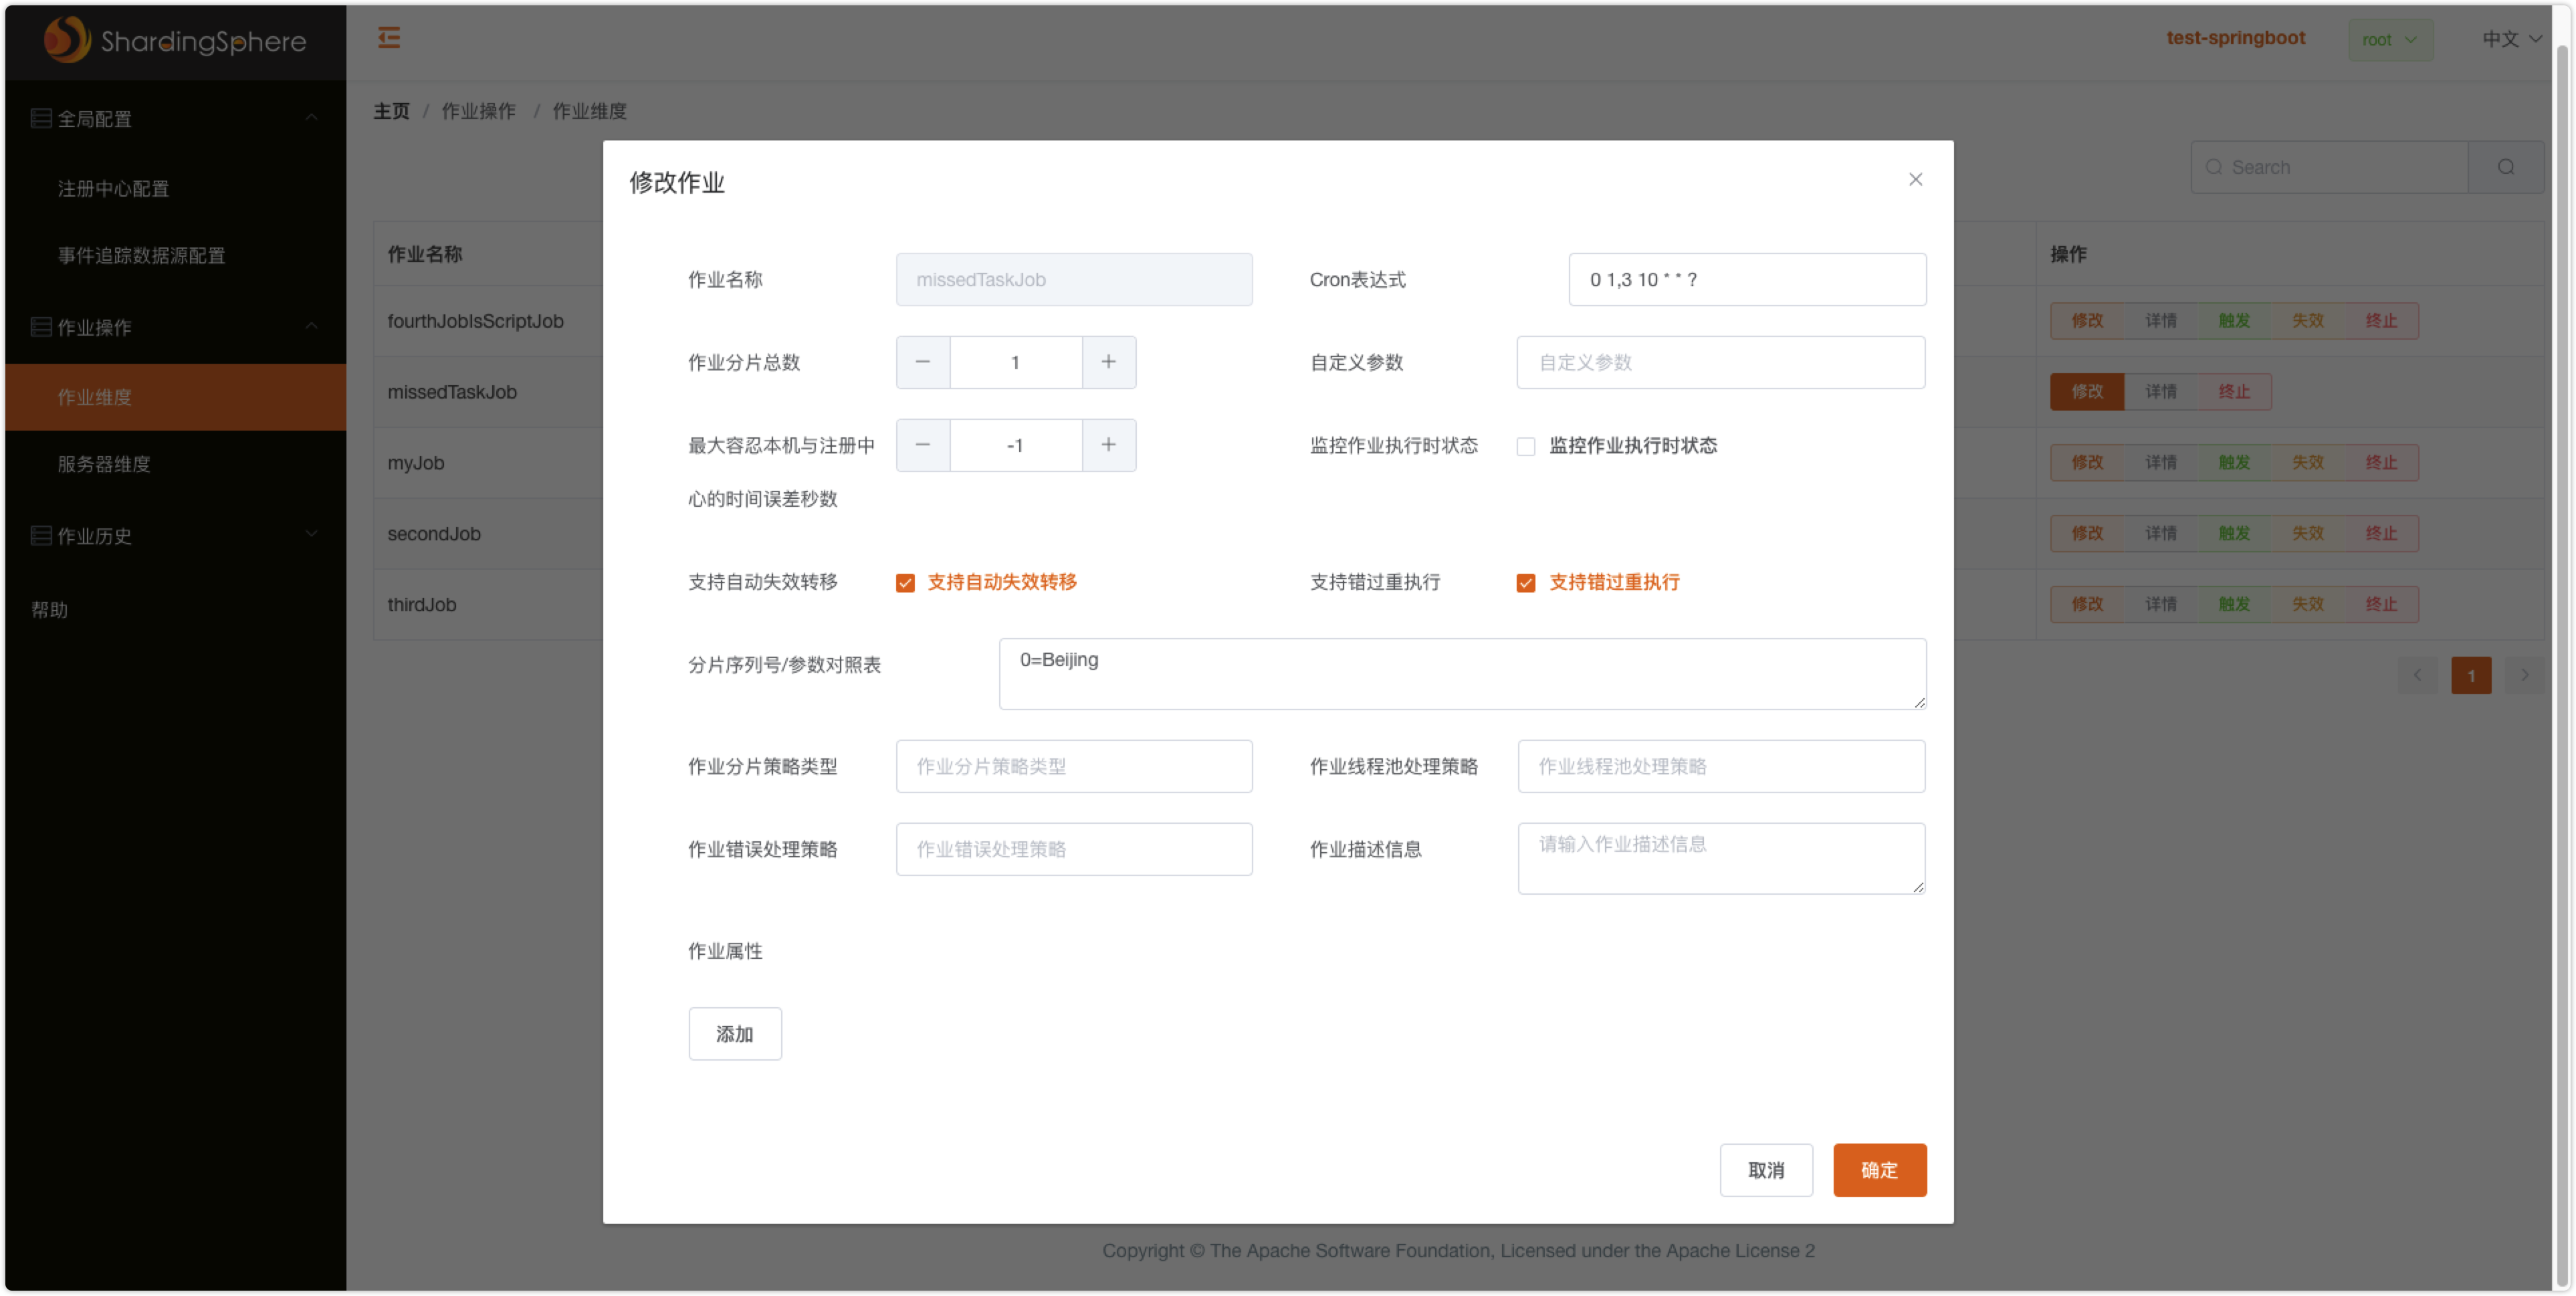 ShardingSphere
test-springboot
root
中文
全局配置
注册中心配置
事件追踪数据源配置
作业操作
作业维度
服务器维度
作业历史
帮助
主页 / 作业操作 / 作业维度
Search
作业名称
操作
fourthJobIsScriptJob
修改 详情 触发 失效 终止
missedTaskJob
修改 详情 终止
myJob
修改 详情 触发 失效 终止
secondJob
修改 详情 触发 失效 终止
thirdJob
修改 详情 触发 失效 终止
1
修改作业
作业名称 missedTaskJob Cron表达式 0 1,3 10 * * ?
作业分片总数 1 自定义参数 自定义参数
最大容忍本机与注册中 -1 监控作业执行时状态 监控作业执行时状态
心的时间误差秒数
支持自动失效转移 支持自动失效转移 支持错过重执行 支持错过重执行
分片序列号/参数对照表 0=Beijing
作业分片策略类型 作业分片策略类型 作业线程池处理策略 作业线程池处理策略
作业错误处理策略 作业错误处理策略 作业描述信息 请输入作业描述信息
作业属性
添加
取消 确定
Copyright © The Apache Software Foundation, Licensed under the Apache License 2